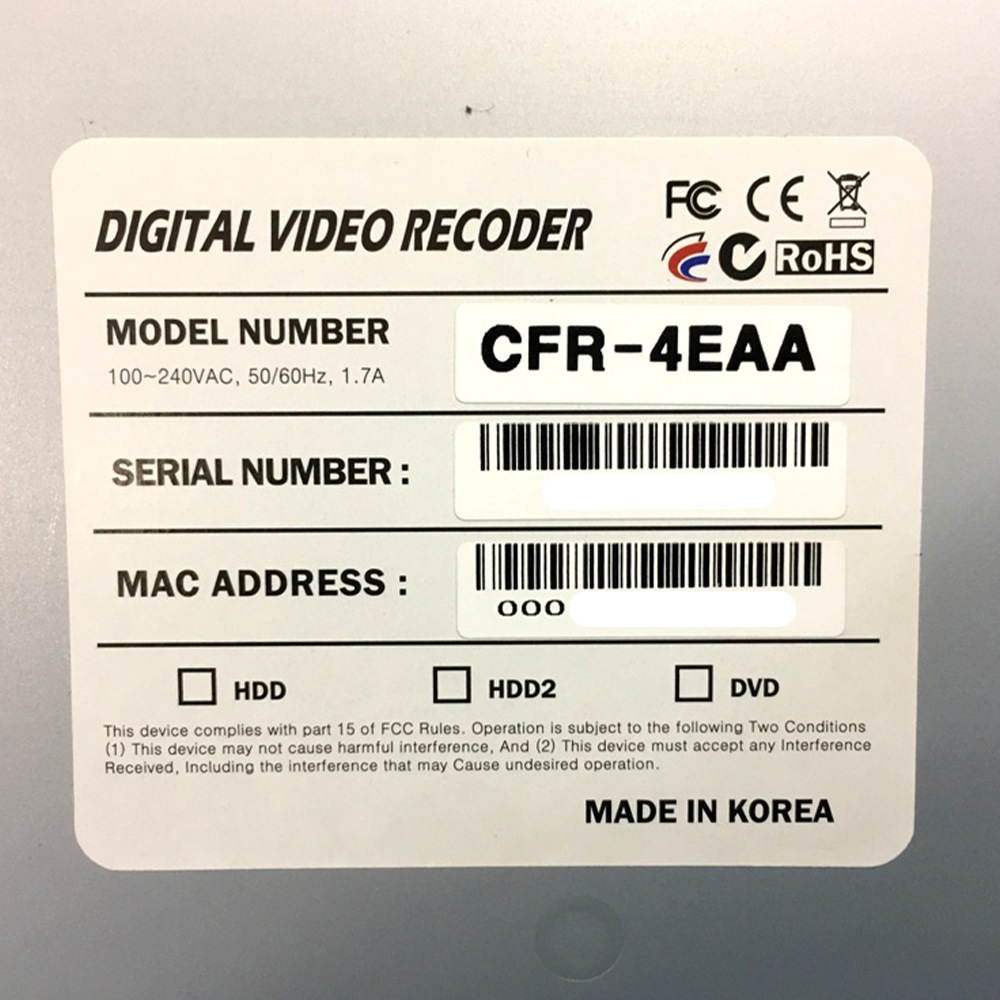 DIGITAL VIDEO RECODER
FC CE
RoHS
MODEL NUMBER
100~240VAC, 50/60Hz, 1.7A
CFR-4EAA
SERIAL NUMBER :
MAC ADDRESS :
000
HDD HDD2 DVD
This device complies with part 15 of FCC Rules. Operation is subject to the following Two Conditions
(1) This device may not cause harmful interference, And (2) This device must accept any Interference
Received, Including the interference that may Cause undesired operation.
MADE IN KOREA